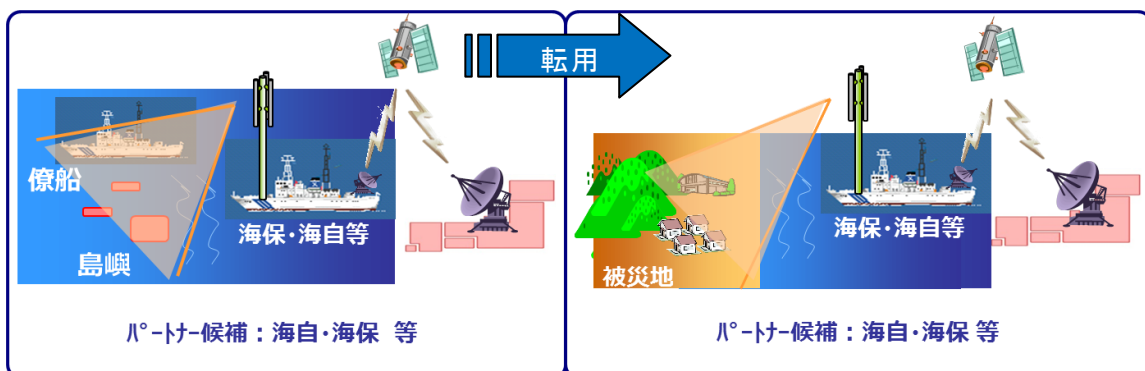 転用
僚船
島嶼
海保・海自等
パートナー候補：海自・海保 等
被災地
海保・海自等
パートナー候補：海自・海保 等